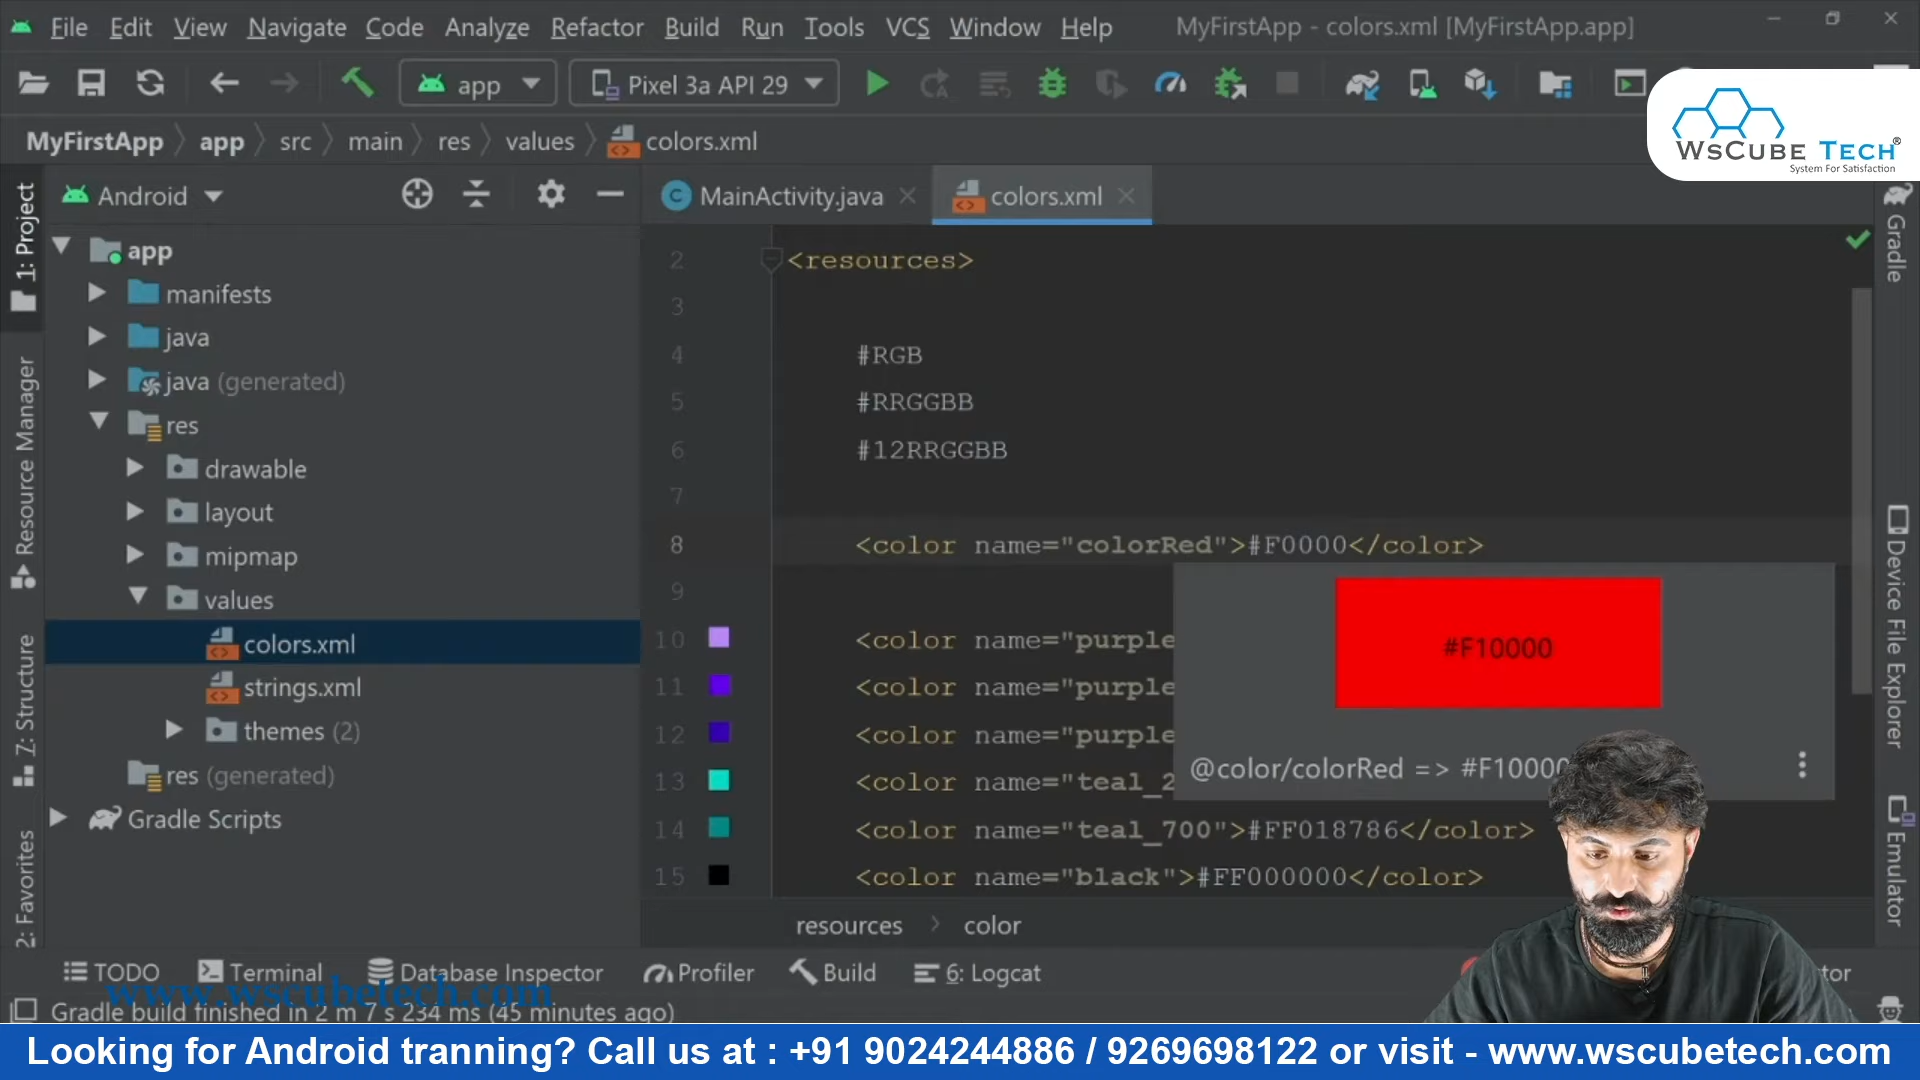 File Edit View Navigate Code Analyze Refactor Build Run Tools VCS Window Help MyFirstApp - colors.xml [MyFirstApp.app]
app Pixel 3a API 29
WsCube Tech®
System For Satisfaction
MyFirstApp app src main res values colors.xml
Android MainActivity.java colors.xml
1: Project
Resource Manager
7: Structure
2: Favorites
app
manifests
java
java (generated)
res
drawable
layout
mipmap
values
colors.xml
strings.xml
themes (2)
res (generated)
Gradle Scripts
2 <resources>
3
4 #RGB
5 #RRGGBB
6 #12RRGGBB
7
8 <color name="colorRed">#F0000</color>
9
10 <color name="purple
11 <color name="purple
12 <color name="purple
13 <color name="teal_2
14 <color name="teal_700">#FF018786</color>
15 <color name="black">#FF000000</color>
#F10000
@color/colorRed => #F10000
resources color
Gradle
Device File Explorer
Emulator
TODO Terminal Database Inspector Profiler Build 6: Logcat tor
www.wscubetech.com
Gradle build finished in 2 m 7 s 234 ms (45 minutes ago)
Looking for Android tranning? Call us at : +91 9024244886 / 9269698122 or visit - www.wscubetech.com